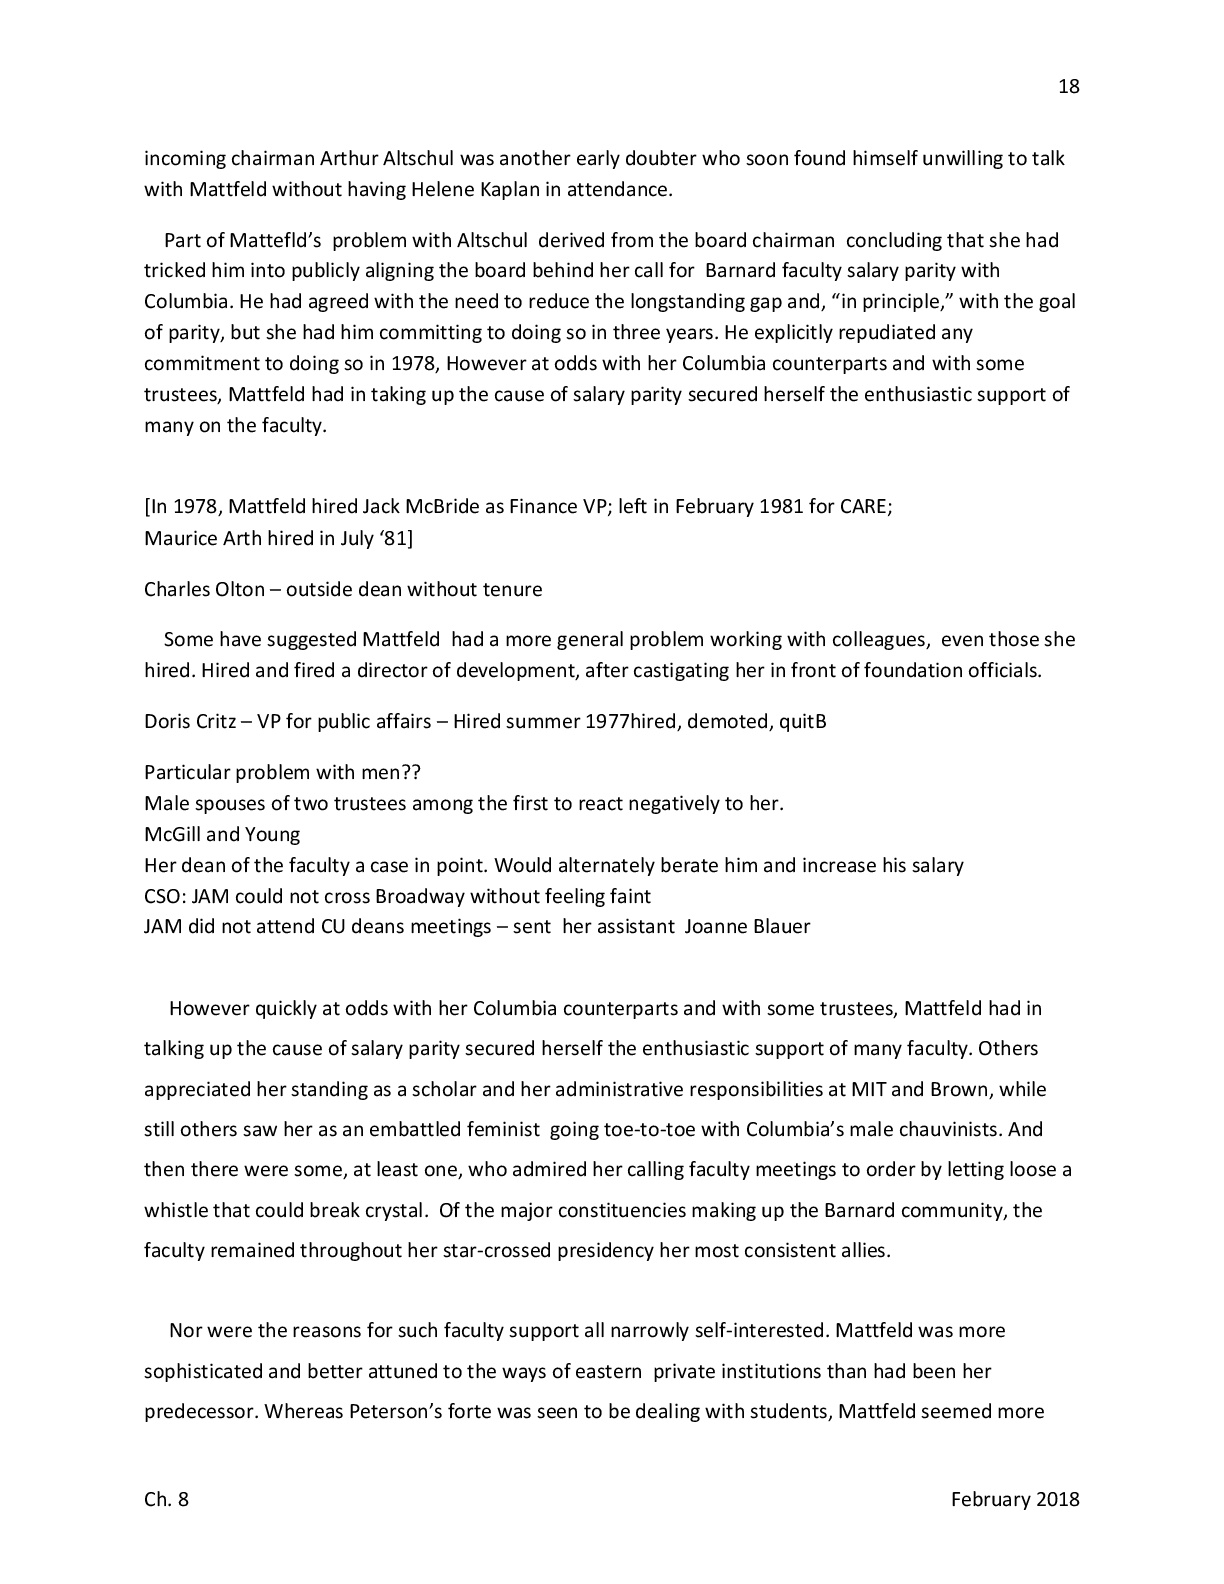 18
incoming chairman Arthur Altschul was another early doubter who soon found himself unwilling to talk
with Mattfeld without having Helene Kaplan in attendance.
Part of Mattefld’s  problem with Altschul  derived from the board chairman  concluding that she had
tricked him into publicly aligning the board behind her call for  Barnard faculty salary parity with
Columbia. He had agreed with the need to reduce the longstanding gap and, “in principle,” with the goal
of parity, but she had him committing to doing so in three years. He explicitly repudiated any
commitment to doing so in 1978, However at odds with her Columbia counterparts and with some
trustees, Mattfeld had in taking up the cause of salary parity secured herself the enthusiastic support of
many on the faculty.
[In 1978, Mattfeld hired Jack McBride as Finance VP; left in February 1981 for CARE;
Maurice Arth hired in July ‘81]
Charles Olton – outside dean without tenure
Some have suggested Mattfeld  had a more general problem working with colleagues,  even those she
hired. Hired and fired a director of development, after castigating her in front of foundation officials.
Doris Critz – VP for public affairs – Hired summer 1977hired, demoted, quitB
Particular problem with men??
Male spouses of two trustees among the first to react negatively to her.
McGill and Young
Her dean of the faculty a case in point. Would alternately berate him and increase his salary
CSO: JAM could not cross Broadway without feeling faint
JAM did not attend CU deans meetings – sent  her assistant  Joanne Blauer
However quickly at odds with her Columbia counterparts and with some trustees, Mattfeld had in
talking up the cause of salary parity secured herself the enthusiastic support of many faculty. Others
appreciated her standing as a scholar and her administrative responsibilities at MIT and Brown, while
still others saw her as an embattled feminist  going toe-to-toe with Columbia’s male chauvinists. And
then there were some, at least one, who admired her calling faculty meetings to order by letting loose a
whistle that could break crystal.  Of the major constituencies making up the Barnard community, the
faculty remained throughout her star-crossed presidency her most consistent allies.
Nor were the reasons for such faculty support all narrowly self-interested. Mattfeld was more
sophisticated and better attuned to the ways of eastern  private institutions than had been her
predecessor. Whereas Peterson’s forte was seen to be dealing with students, Mattfeld seemed more
Ch. 8
February 2018